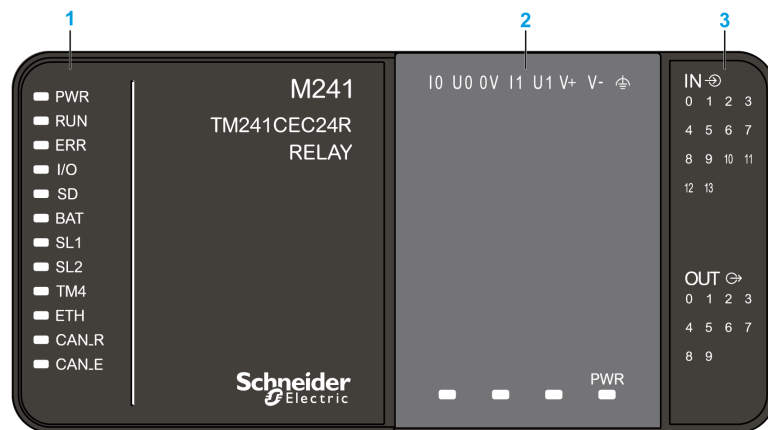 1 2 3
M241
TM241CEC24R
RELAY
PWR
RUN
ERR
I/O
SD
BAT
SL1
SL2
TM4
ETH
CAN_R
CAN_E
Schneider
Electric
I0 U0 0V I1 U1 V+ V-
PWR
IN
0 1 2 3
4 5 6 7
8 9 10 11
12 13
OUT
0 1 2 3
4 5 6 7
8 9